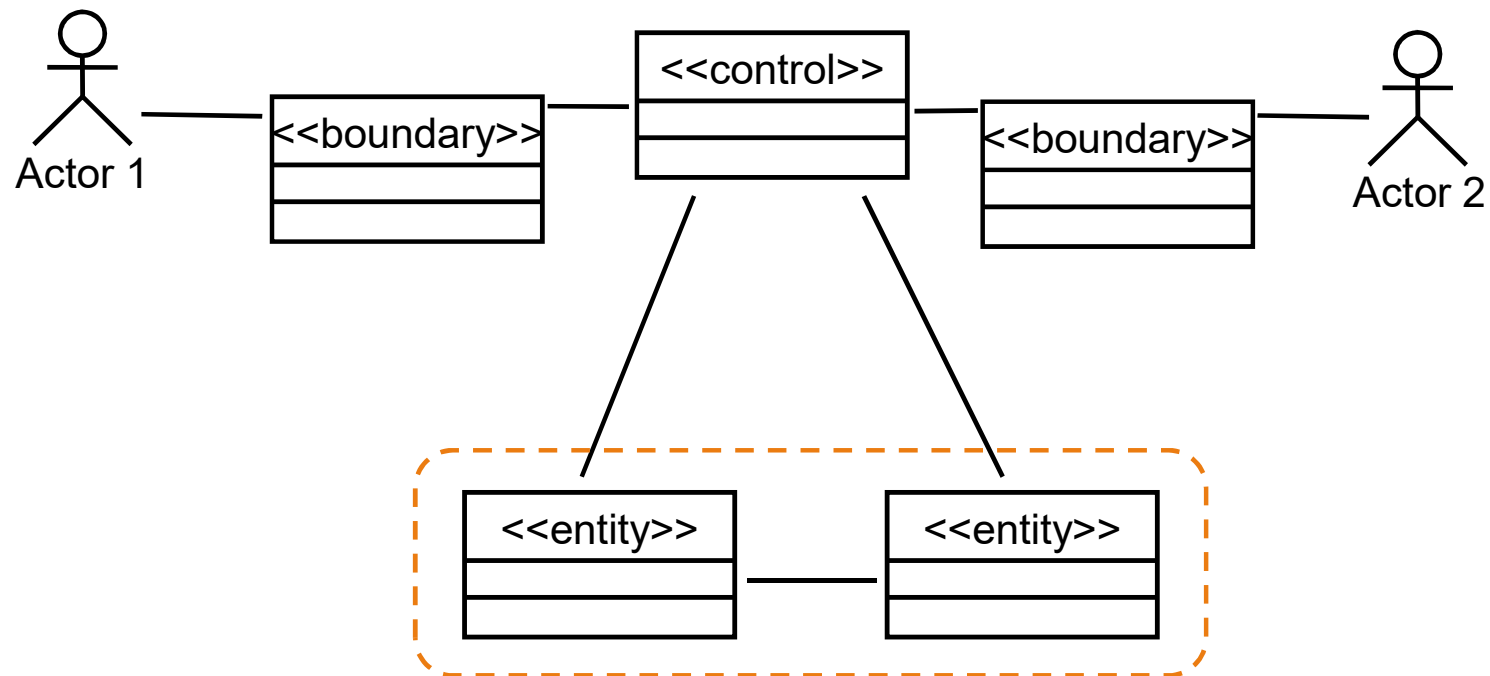 <<control>>
<<boundary>>
<<boundary>>
Actor 1
Actor 2
<<entity>>
<<entity>>